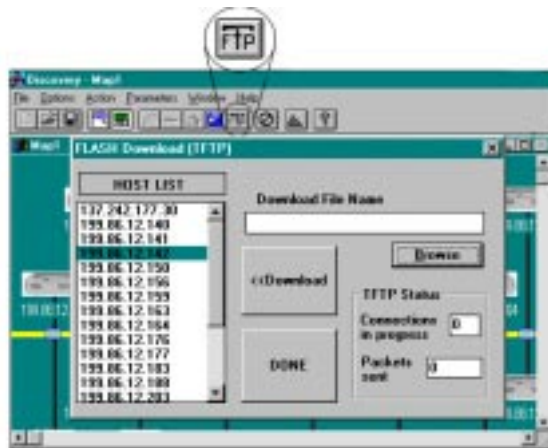 FTP
Discovery - Map1
File Options Action Parameters Window Help
Map1
FLASH Download (TFTP)
HOST LIST
137.242.177.30
199.86.12.140
199.86.12.141
199.86.12.142
199.86.12.150
199.86.12.156
199.86.12.159
199.86.12.163
199.86.12.164
199.86.12.176
199.86.12.177
199.86.12.183
199.86.12.188
199.86.12.203
Download File Name
Browse
<<Download
DONE
TFTP Status
Connections in progress
0
Packets sent
0